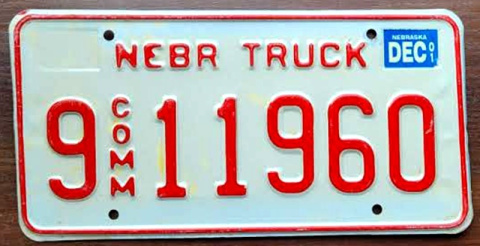 NEBR TRUCK
NEBRASKA
DEC 01
9 COMM 11960